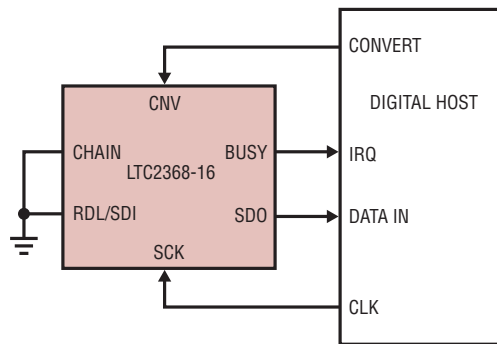 CONVERT
CNV
DIGITAL HOST
CHAIN
BUSY
IRQ
LTC2368-16
RDL/SDI
SDO
DATA IN
SCK
CLK